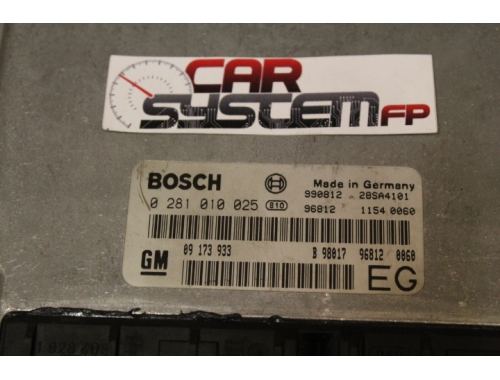 CAR
SYSTEM FP
BOSCH
Made in Germany
0 281 010 025 810
990812 28SA4101
96812 1154 0060
09 173 933 B 98017 96812 0060
GM
EG